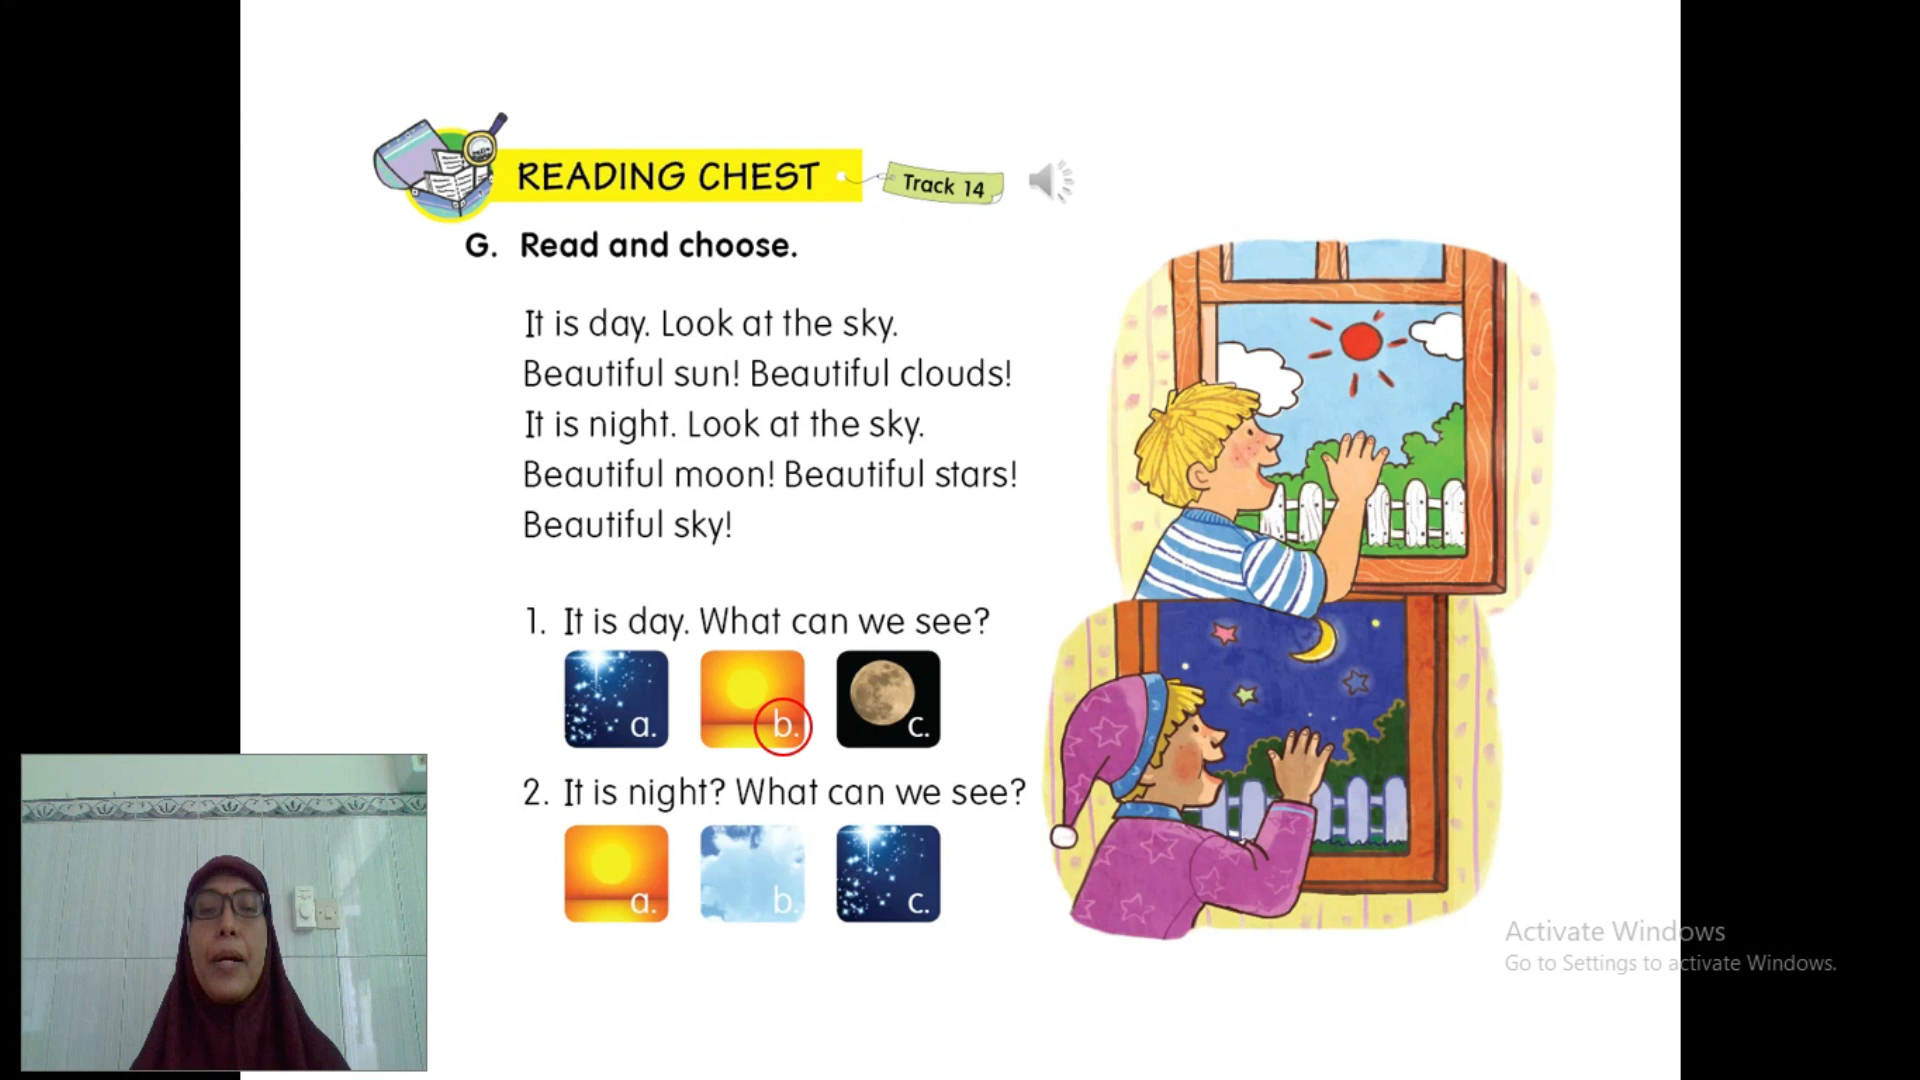 READING CHEST
Track 14
G. Read and choose.
It is day. Look at the sky.
Beautiful sun! Beautiful clouds!
It is night. Look at the sky.
Beautiful moon! Beautiful stars!
Beautiful sky!
1. It is day. What can we see?
a. b. c.
2. It is night? What can we see?
a. b. c.
Activate Windows
Go to Settings to activate Windows.